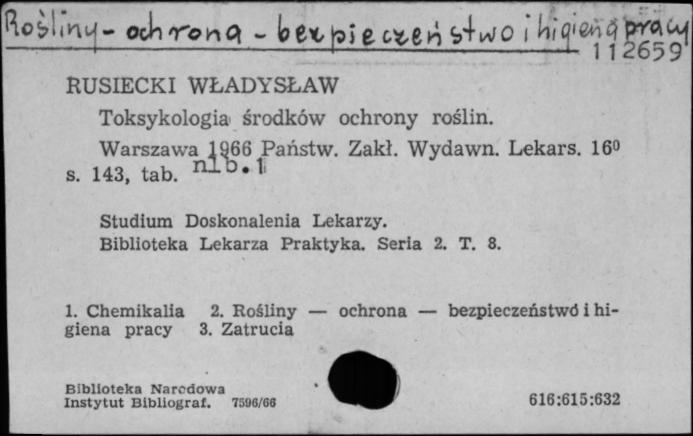 Rośliny - ochrona - bezpieczeństwo i higiena pracy
112659
RUSIECKI WŁADYSŁAW
Toksykologia środków ochrony roślin.
Warszawa 1966 Państw. Zakł. Wydawn. Lekars. 16⁰
s. 143, tab. nlb. 1
Studium Doskonalenia Lekarzy.
Biblioteka Lekarza Praktyka. Seria 2. T. 8.
1. Chemikalia 2. Rośliny — ochrona — bezpieczeństwo i hi-
giena pracy 3. Zatrucia
Biblioteka Narodowa
Instytut Bibliograf. 7596/66
616:615:632